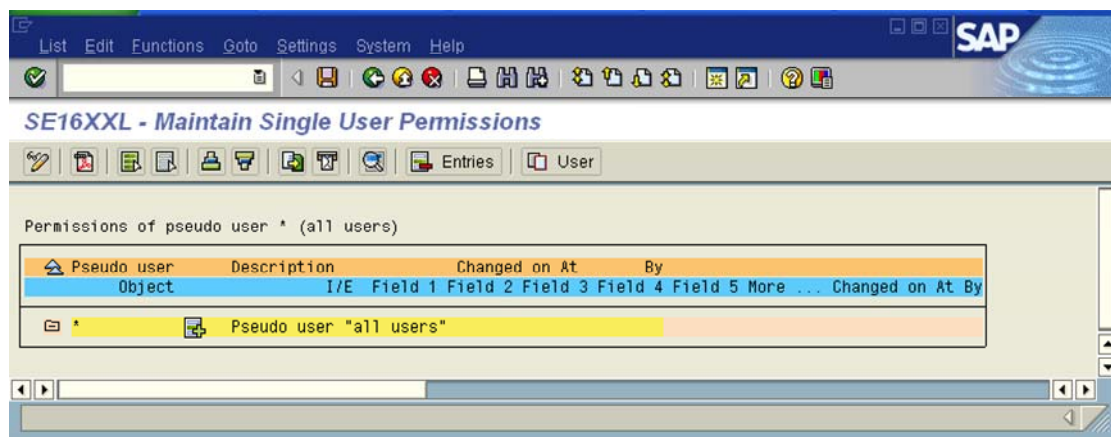 List Edit Functions Goto Settings System Help
SAP
SE16XXL - Maintain Single User Permissions
Entries User
Permissions of pseudo user * (all users)
Pseudo user Description Changed on At By
Object I/E Field 1 Field 2 Field 3 Field 4 Field 5 More ... Changed on At By
* Pseudo user "all users"